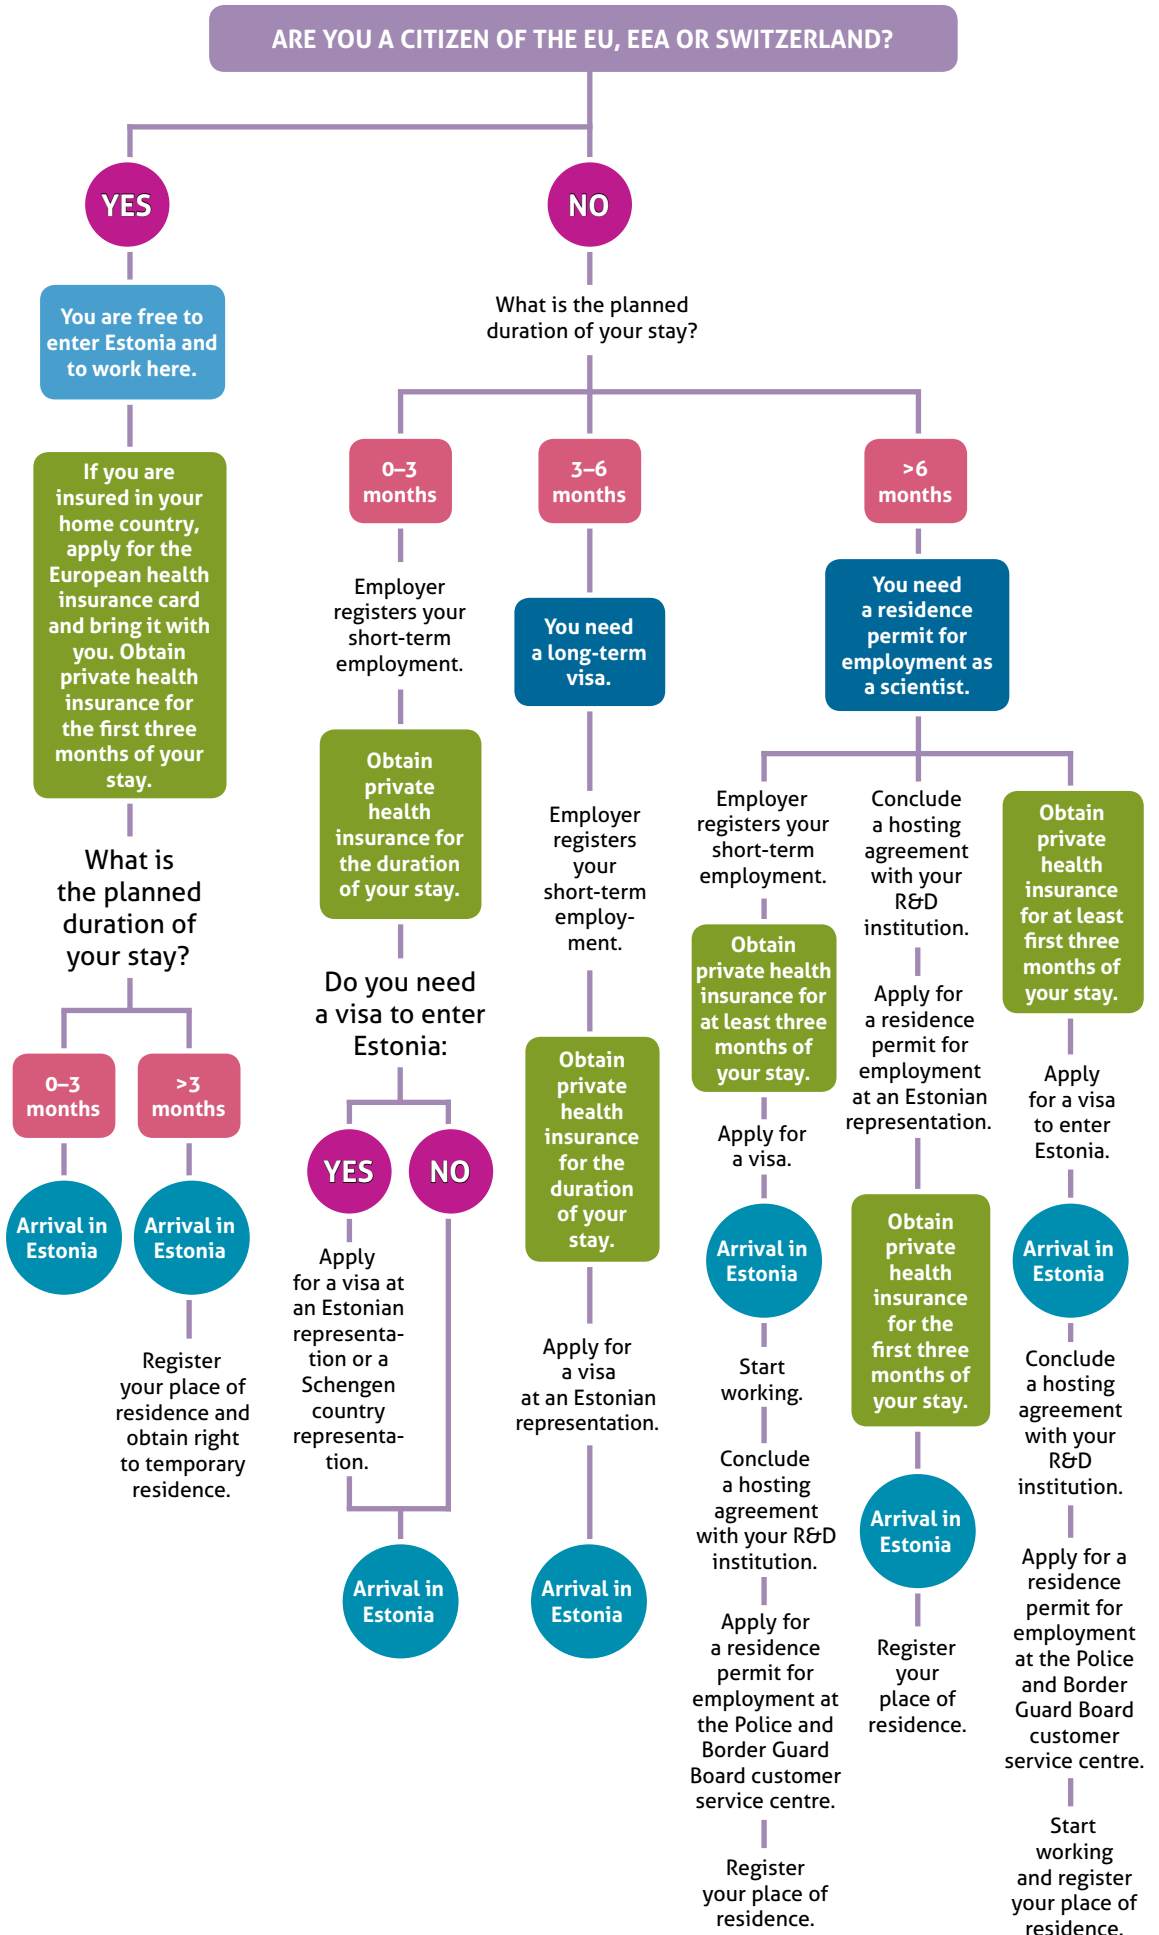 ARE YOU A CITIZEN OF THE EU, EEA OR SWITZERLAND?
YES
You are free to
enter Estonia and
to work here.
If you are
insured in your
home country,
apply for the
European health
insurance card
and bring it with
you. Obtain
private health
insurance for
the first three
months of your
stay.
What is
the planned
duration of
your stay?
0–3
months
Arrival in
Estonia
>3
months
Arrival in
Estonia
Register
your place of
residence and
obtain right
to temporary
residence.
NO
What is the planned
duration of your stay?
0–3
months
Employer
registers your
short-term
employment.
Obtain
private
health
insurance for
the duration
of your stay.
Do you need
a visa to enter
Estonia:
YES
Apply
for a visa at
an Estonian
representa-
tion or a
Schengen
country
representa-
tion.
NO
Arrival in
Estonia
3–6
months
You need
a long-term
visa.
Employer
registers
your
short-term
employ-
ment.
Obtain
private
health
insurance
for the
duration
of your
stay.
Apply for
a visa
at an Estonian
representation.
Arrival in
Estonia
>6
months
You need
a residence
permit for
employment as
a scientist.
Employer
registers your
short-term
employment.
Obtain
private health
insurance for
at least three
months of
your stay.
Apply for
a visa.
Arrival in
Estonia
Start
working.
Conclude
a hosting
agreement
with your R&D
institution.
Apply for
a residence
permit for
employment at
the Police and
Border Guard
Board customer
service centre.
Register
your place of
residence.
Conclude
a hosting
agreement
with your
R&D
institution.
Apply for
a residence
permit for
employment
at an Estonian
representation.
Obtain
private
health
insurance
for the
first three
months of
your stay.
Arrival in
Estonia
Register
your
place of
residence.
Obtain
private
health
insurance
for at least
first three
months of
your stay.
Apply
for a visa
to enter
Estonia.
Arrival in
Estonia
Conclude
a hosting
agreement
with your
R&D
institution.
Apply for a
residence
permit for
employment
at the Police
and Border
Guard Board
customer
service centre.
Start
working
and register
your place of
residence.